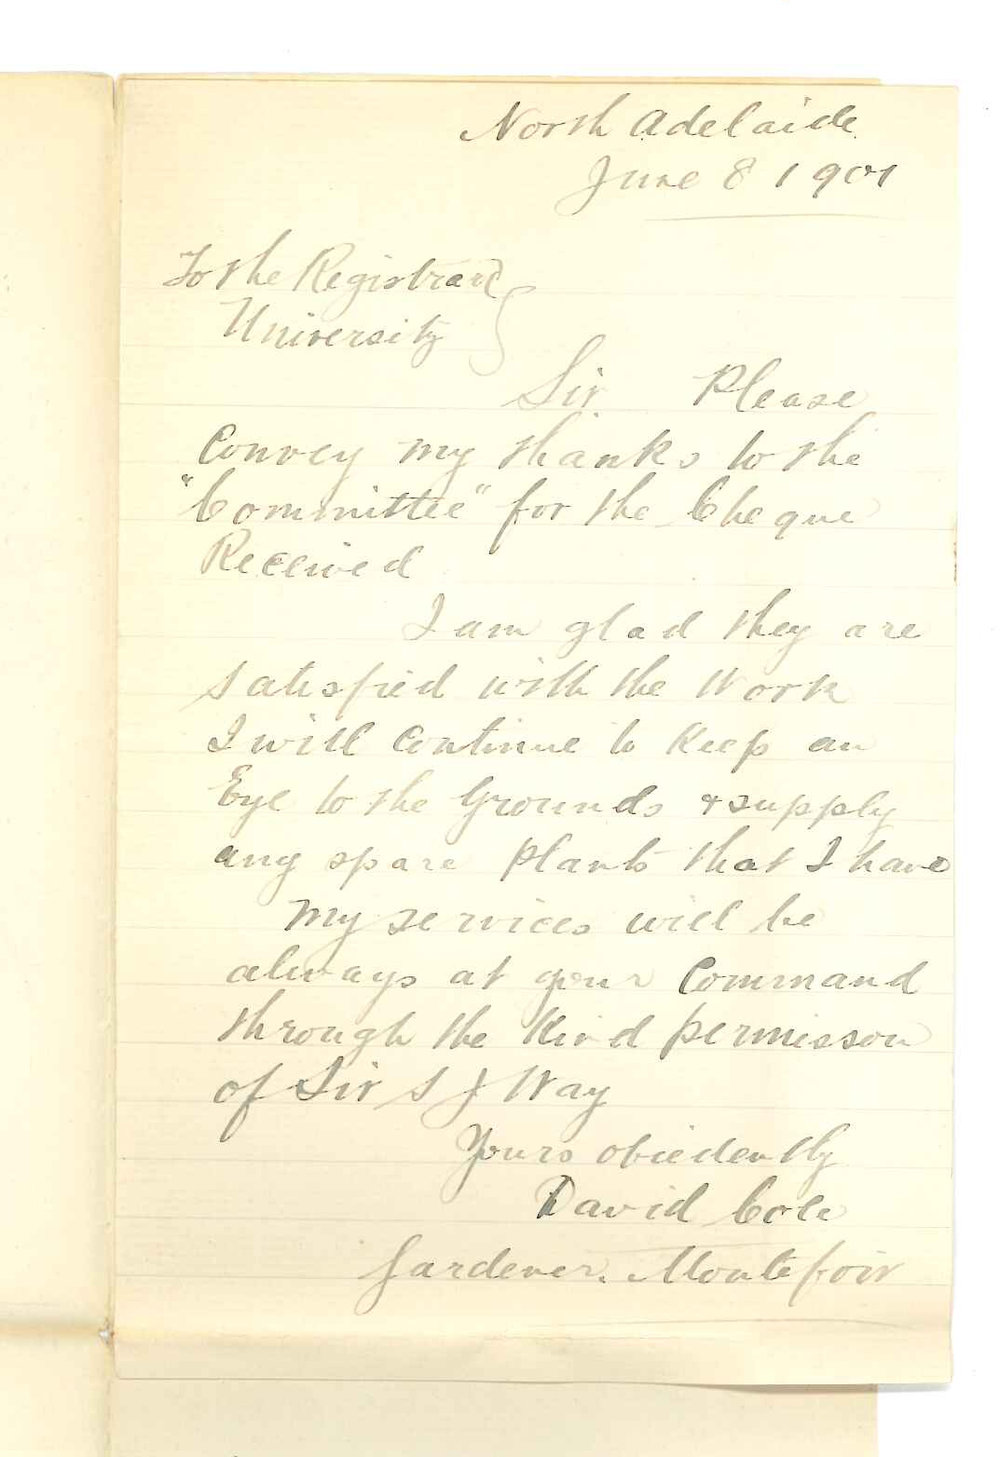 North Adelaide
June 8 1901
To the Registrar
University
Sir. Please
Convey my thanks to the
"Committee" for the Cheque
Received
I am glad they are
satisfied with the Work
I will Continue to Keep an
Eye to the Grounds & supply
any spare Plants that I have
My services will be
always at your Command
through the Kind permisson
of Sir S J Way
Yours obiedently
David Cole
Gardener. Montefoir